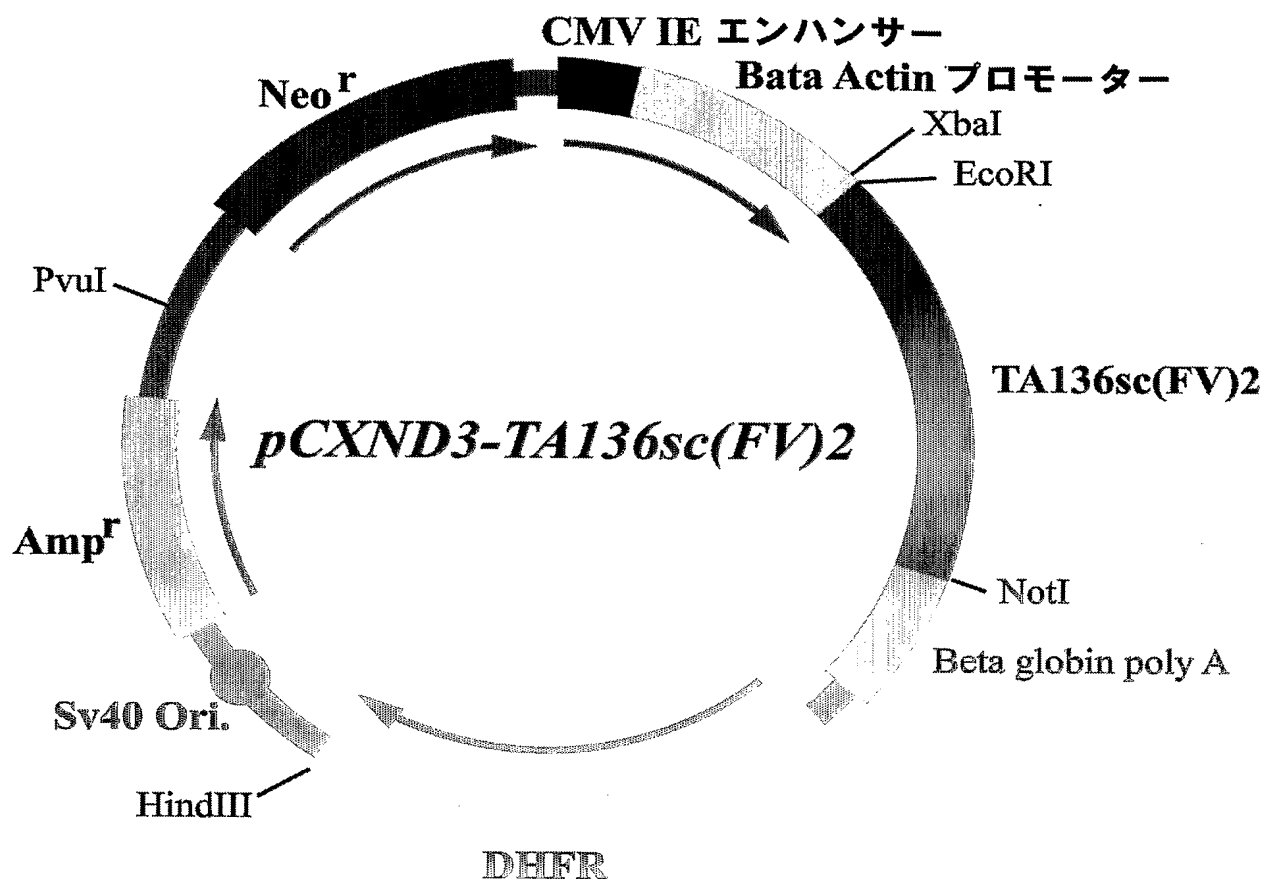 CMV IE エンハンサー
Neo r
Bata Actin プロモーター
XbaI
EcoRI
PvuI
TA136sc(FV)2
pCXND3-TA136sc(FV)2
Amp r
NotI
Beta globin poly A
Sv40 Ori.
HindIII
DHFR